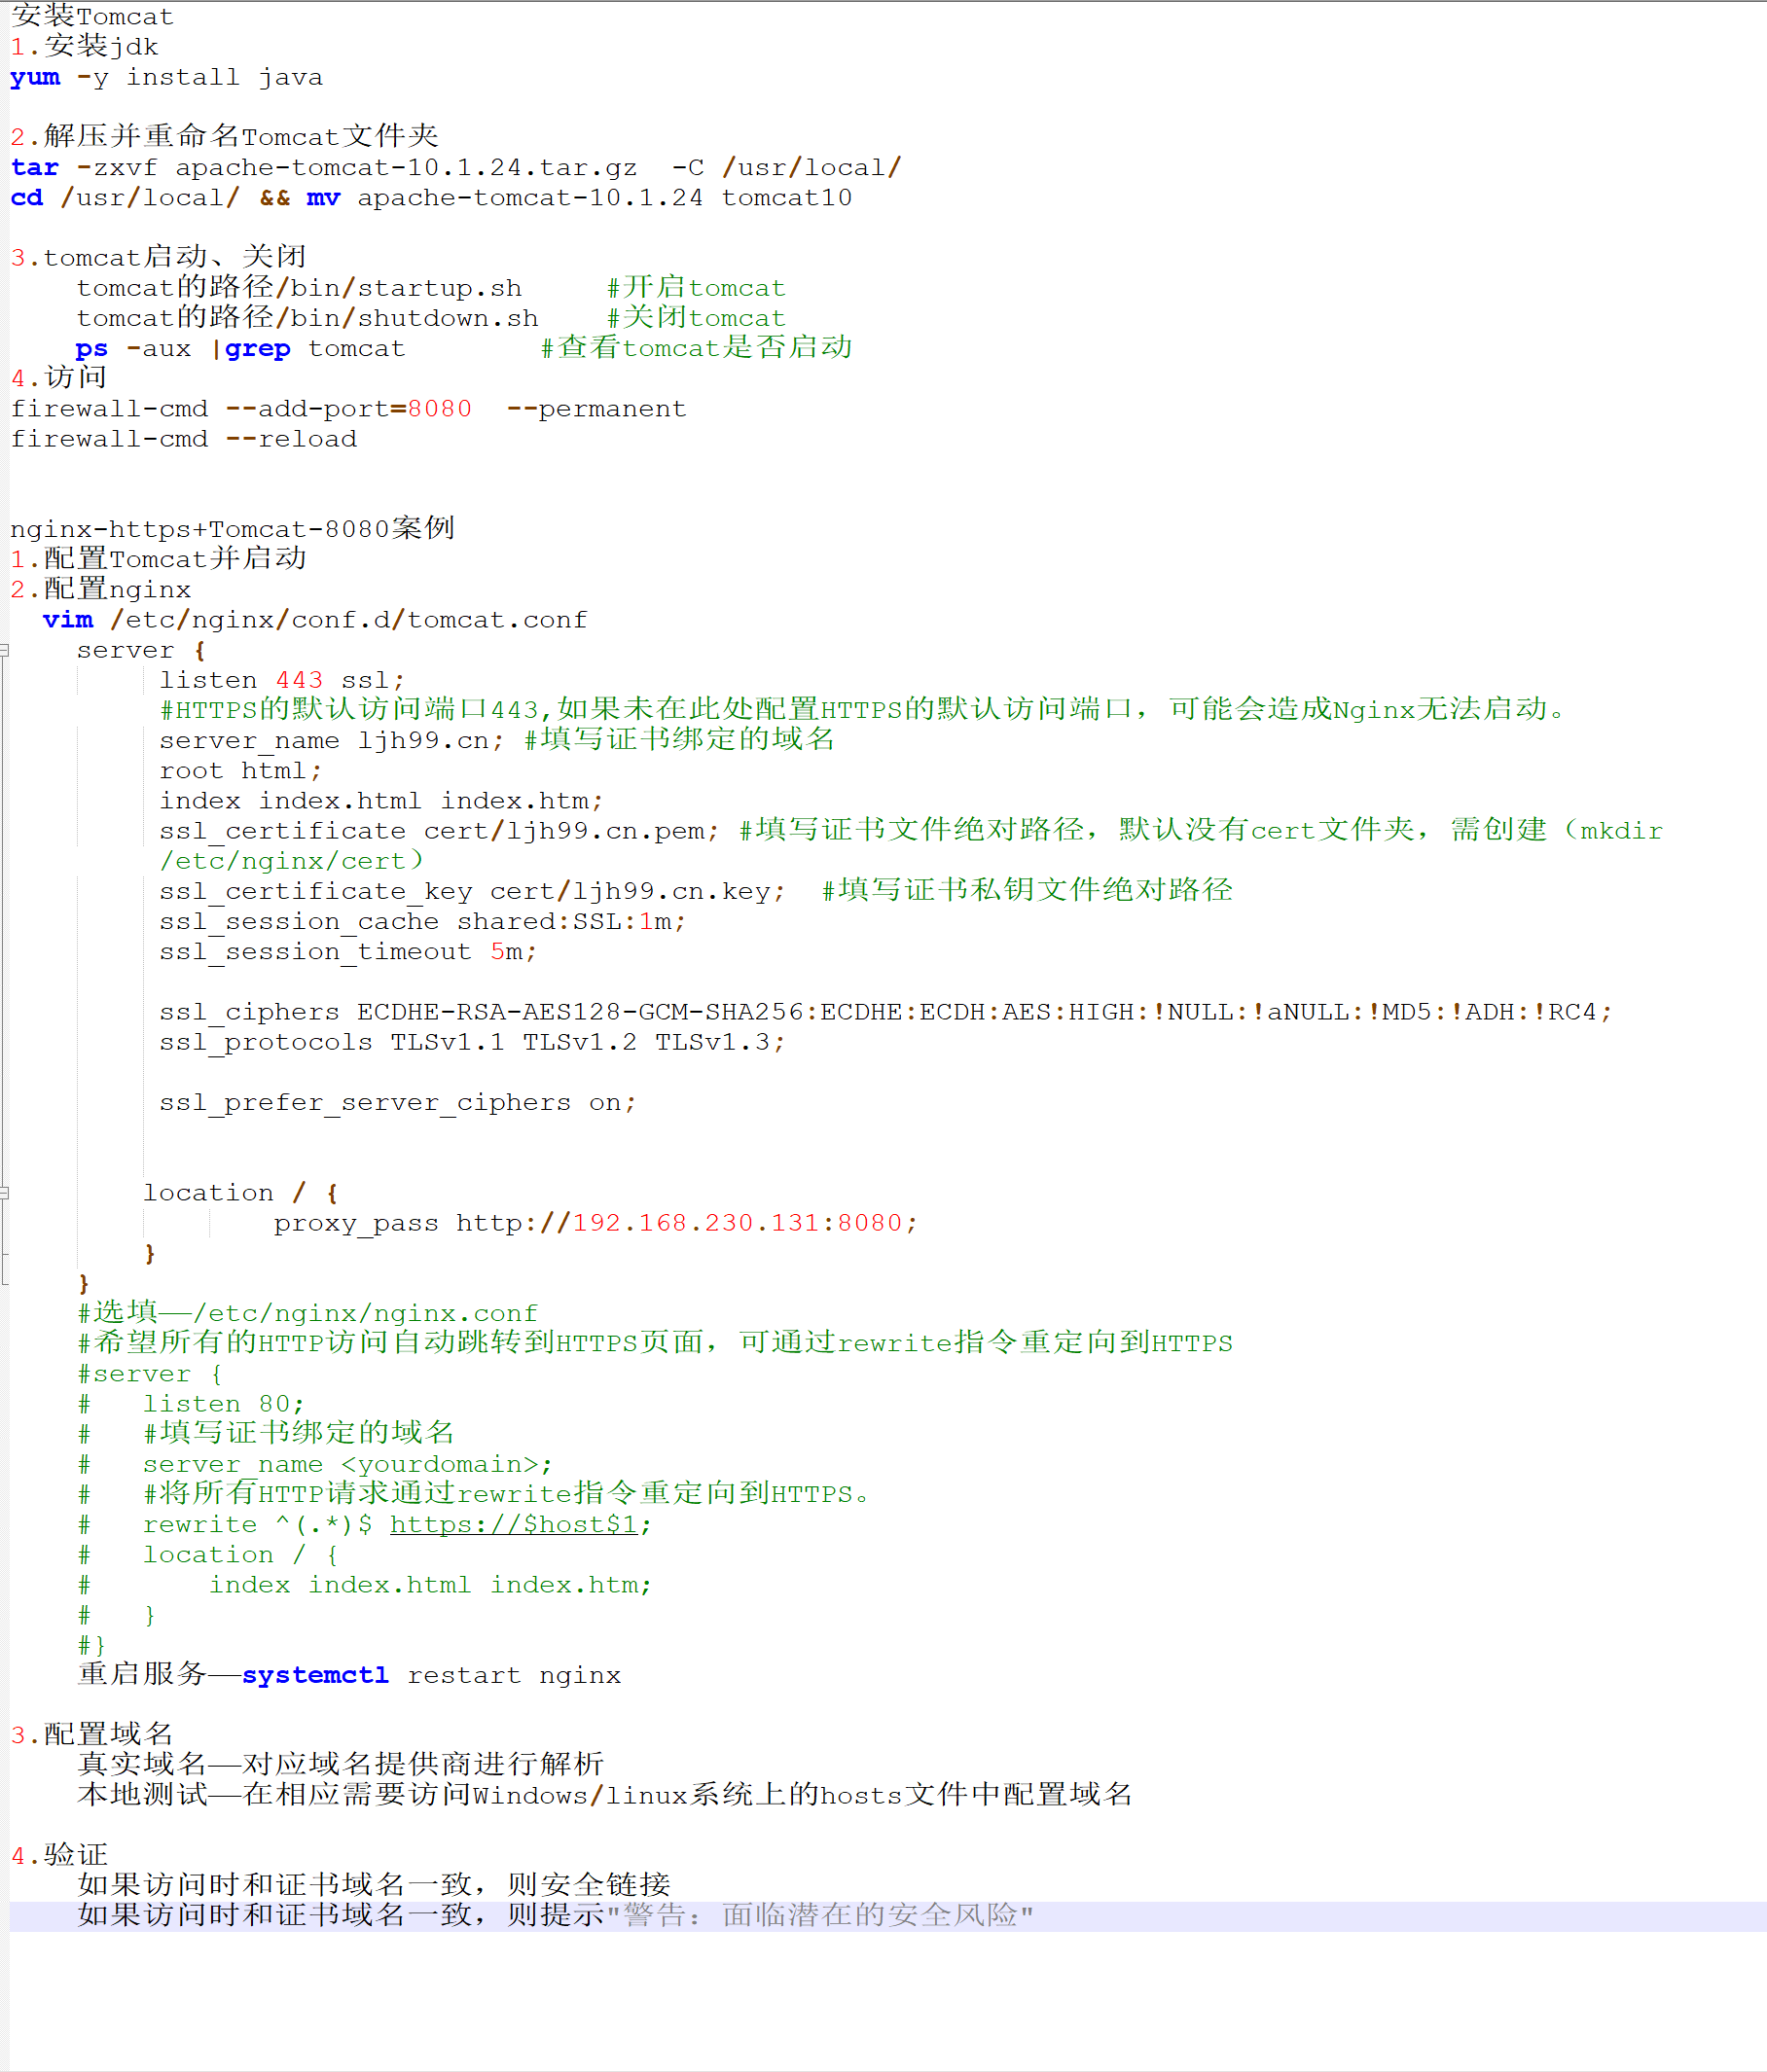 安装Tomcat
1.安装jdk
yum -y install java
2.解压并重命名Tomcat文件夹
tar -zxvf apache-tomcat-10.1.24.tar.gz  -C /usr/local/
cd /usr/local/ && mv apache-tomcat-10.1.24 tomcat10
3.tomcat启动、关闭
tomcat的路径/bin/startup.sh     #开启tomcat
tomcat的路径/bin/shutdown.sh    #关闭tomcat
ps -aux |grep tomcat        #查看tomcat是否启动
4.访问
firewall-cmd --add-port=8080  --permanent
firewall-cmd --reload
nginx-https+Tomcat-8080案例
1.配置Tomcat并启动
2.配置nginx
vim /etc/nginx/conf.d/tomcat.conf
server {
listen 443 ssl;
#HTTPS的默认访问端口443,如果未在此处配置HTTPS的默认访问端口，可能会造成Nginx无法启动。
server_name ljh99.cn; #填写证书绑定的域名
root html;
index index.html index.htm;
ssl_certificate cert/ljh99.cn.pem; #填写证书文件绝对路径，默认没有cert文件夹，需创建（mkdir
/etc/nginx/cert）
ssl_certificate_key cert/ljh99.cn.key;  #填写证书私钥文件绝对路径
ssl_session_cache shared:SSL:1m;
ssl_session_timeout 5m;
ssl_ciphers ECDHE-RSA-AES128-GCM-SHA256:ECDHE:ECDH:AES:HIGH:!NULL:!aNULL:!MD5:!ADH:!RC4;
ssl_protocols TLSv1.1 TLSv1.2 TLSv1.3;
ssl_prefer_server_ciphers on;
location / {
proxy_pass http://192.168.230.131:8080;
}
}
#选填——/etc/nginx/nginx.conf
#希望所有的HTTP访问自动跳转到HTTPS页面，可通过rewrite指令重定向到HTTPS
#server {
#   listen 80;
#   #填写证书绑定的域名
#   server_name <yourdomain>;
#   #将所有HTTP请求通过rewrite指令重定向到HTTPS。
#   rewrite ^(.*)$ https://$host$1;
#   location / {
#       index index.html index.htm;
#   }
#}
重启服务——systemctl restart nginx
3.配置域名
真实域名——对应域名提供商进行解析
本地测试——在相应需要访问Windows/linux系统上的hosts文件中配置域名
4.验证
如果访问时和证书域名一致，则安全链接
如果访问时和证书域名一致，则提示"警告：面临潜在的安全风险"